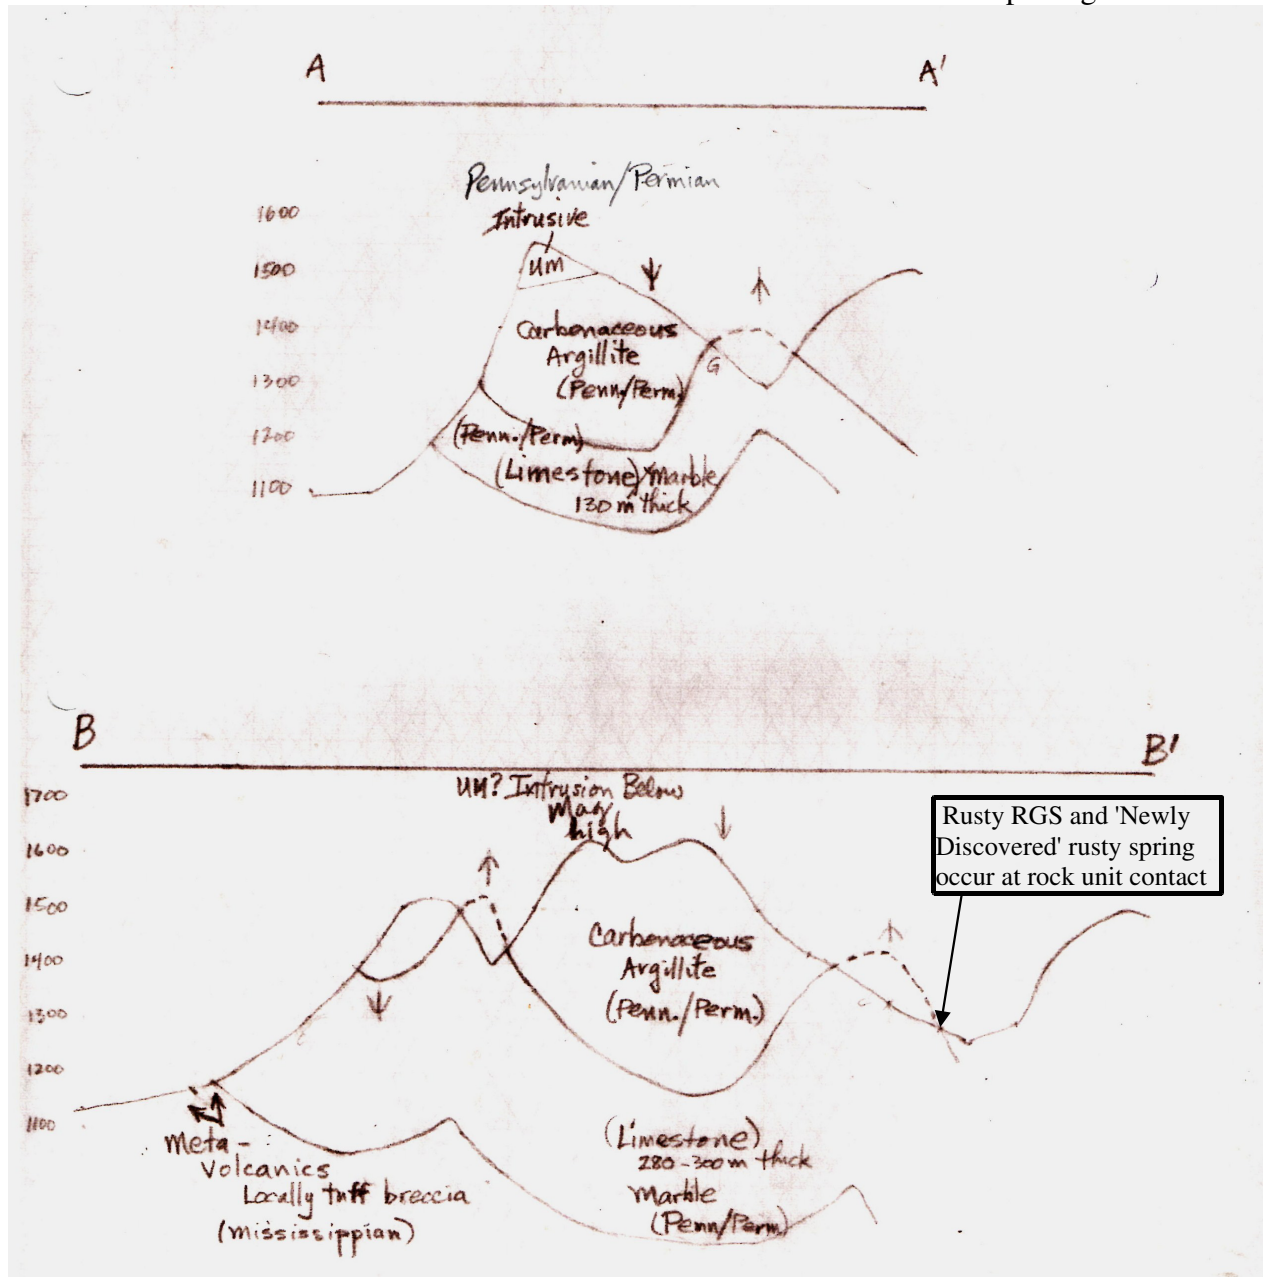 A A'
Pennsylvanian/Permian
Intrusive
1600
1500
1400
1300
1200
1100
UM
Carbonaceous
Argillite
(Penn./Perm.)
G
(Penn./Perm)
(Limestone) Marble
130 m thick
B B'
UM? Intrusion Below
Mag
high
1700
1600
1500
1400
1300
1200
1100
Rusty RGS and 'Newly
Discovered' rusty spring
occur at rock unit contact
Carbonaceous
Argillite
(Penn./Perm.)
Meta-
Volcanics
Locally tuff breccia
(Mississippian)
(Limestone)
280-300m thick
Marble
(Penn/Perm)